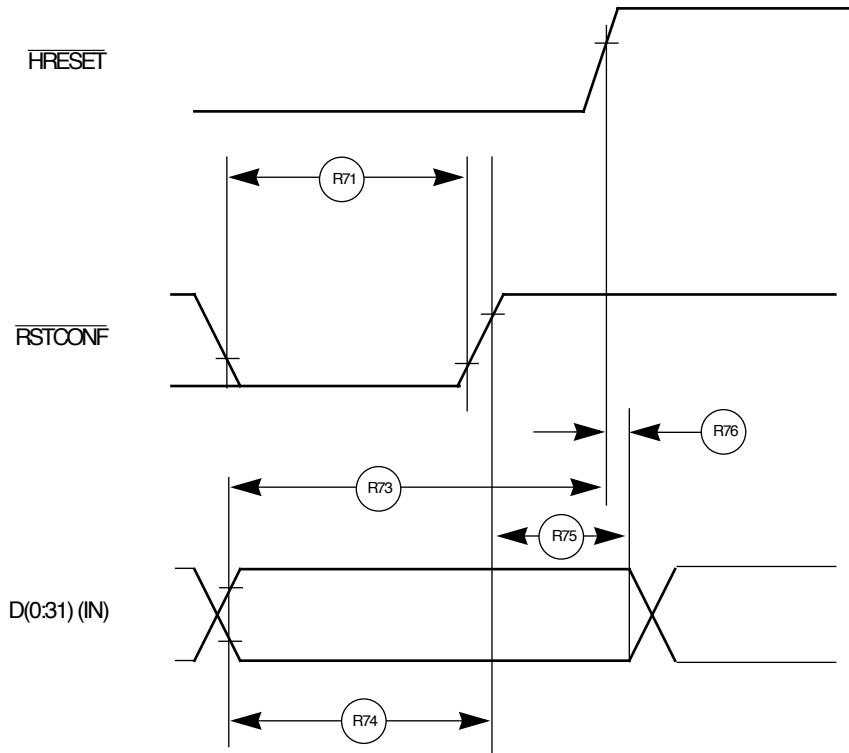 HRESET
R71
RSTCONF
R76
R73
R75
D(0:31) (IN)
R74